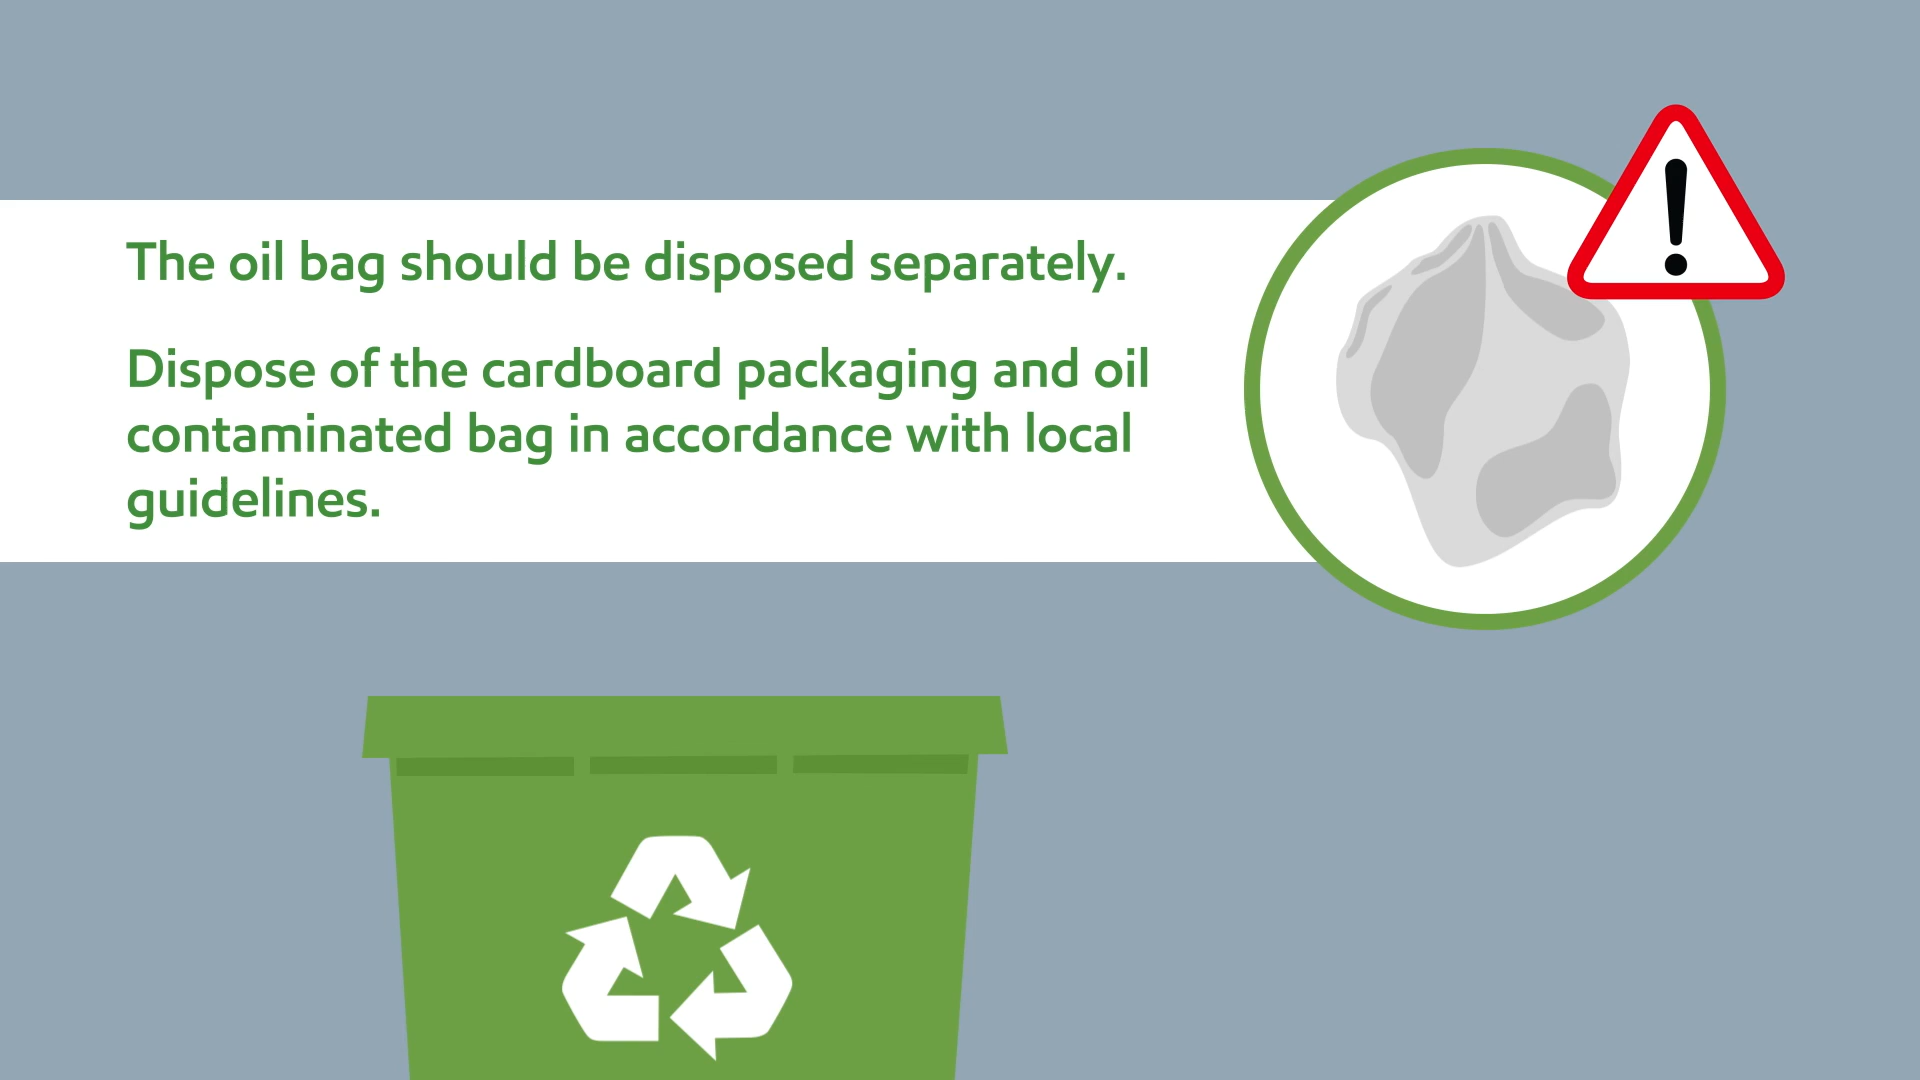 The oil bag should be disposed separately.
Dispose of the cardboard packaging and oil
contaminated bag in accordance with local
guidelines.